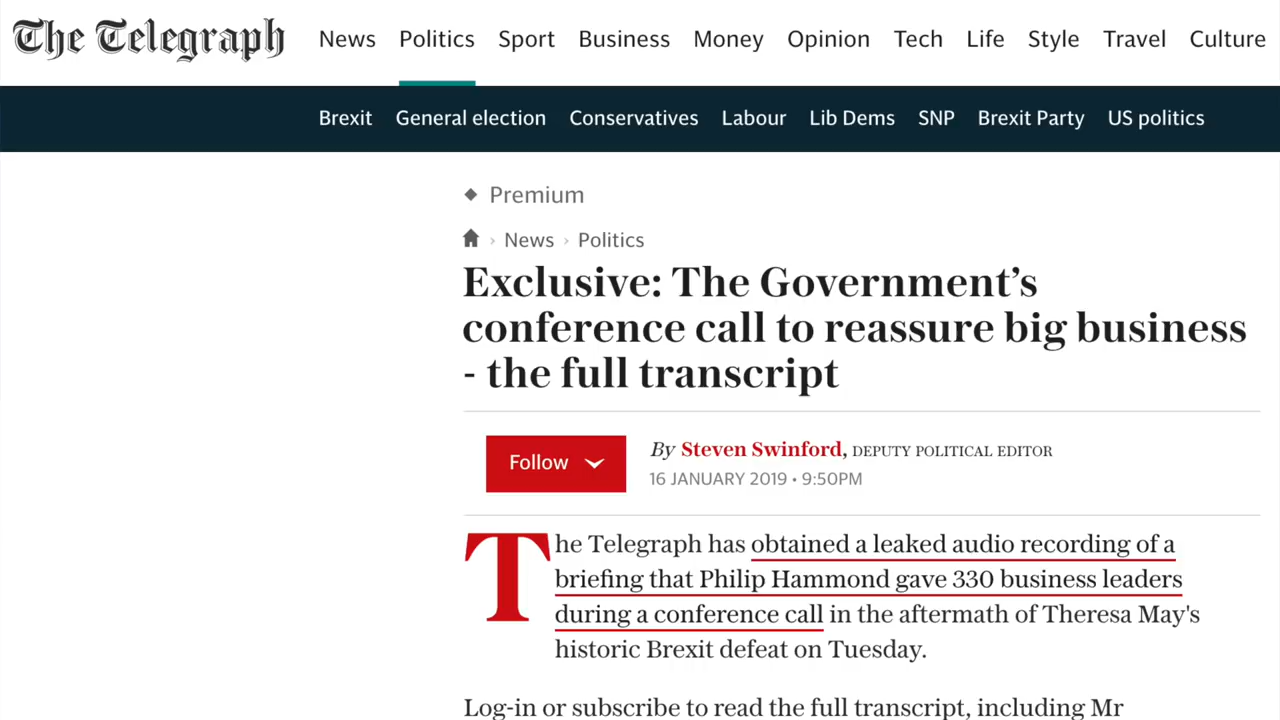 The Telegraph
News Politics Sport Business Money Opinion Tech Life Style Travel Culture
Brexit General election Conservatives Labour Lib Dems SNP Brexit Party US politics
◆ Premium
› News › Politics
Exclusive: The Government’s
conference call to reassure big business
- the full transcript
Follow
By Steven Swinford, DEPUTY POLITICAL EDITOR
16 JANUARY 2019 • 9:50PM
The Telegraph has obtained a leaked audio recording of a
briefing that Philip Hammond gave 330 business leaders
during a conference call in the aftermath of Theresa May's
historic Brexit defeat on Tuesday.
Log-in or subscribe to read the full transcript, including Mr